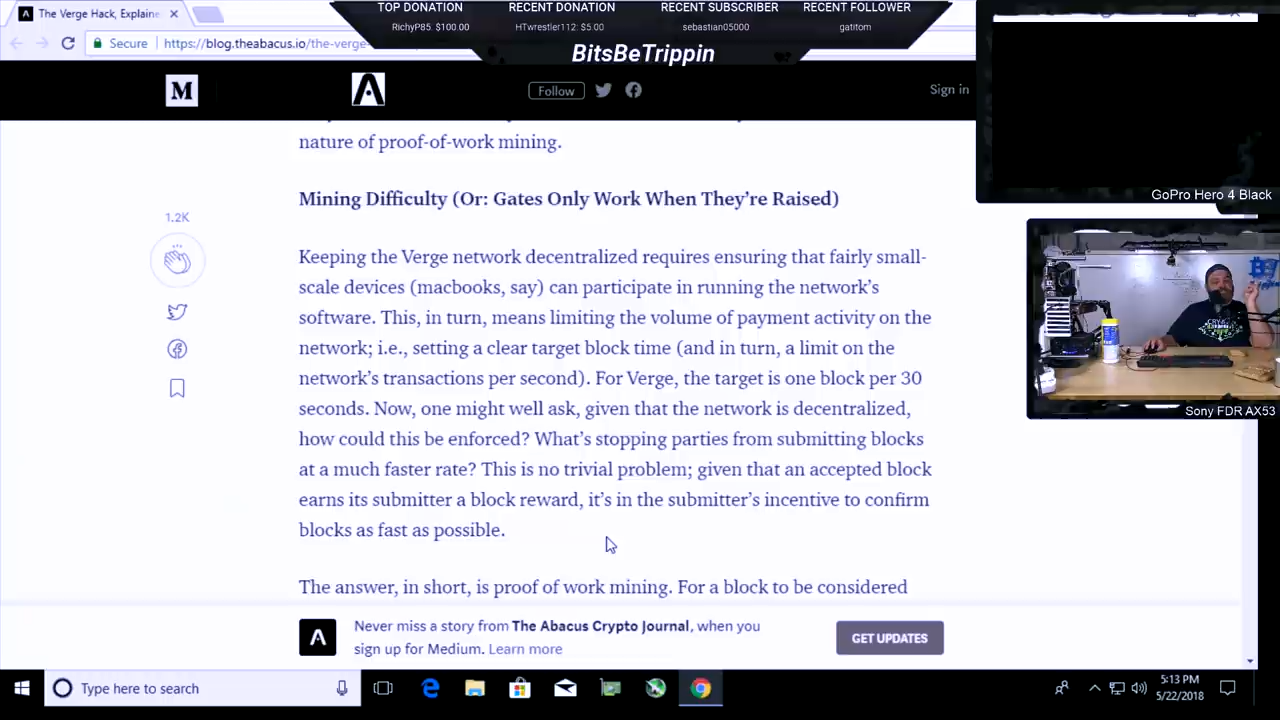 The Verge Hack, Explaine
TOP DONATION
RichyP85: $100.00
RECENT DONATION
HTwrestler112: $5.00
RECENT SUBSCRIBER
sebastian05000
RECENT FOLLOWER
gatitom
BitsBeTrippin
Secure
https://blog.theabacus.io/the-verge-
M
Follow
Sign in
nature of proof-of-work mining.
Mining Difficulty (Or: Gates Only Work When They're Raised)
1.2K
Keeping the Verge network decentralized requires ensuring that fairly small-
scale devices (macbooks, say) can participate in running the network's
software. This, in turn, means limiting the volume of payment activity on the
network; i.e., setting a clear target block time (and in turn, a limit on the
network's transactions per second). For Verge, the target is one block per 30
seconds. Now, one might well ask, given that the network is decentralized,
how could this be enforced? What's stopping parties from submitting blocks
at a much faster rate? This is no trivial problem; given that an accepted block
earns its submitter a block reward, it's in the submitter's incentive to confirm
blocks as fast as possible.
The answer, in short, is proof of work mining. For a block to be considered
Never miss a story from The Abacus Crypto Journal, when you
sign up for Medium. Learn more
GET UPDATES
GoPro Hero 4 Black
Sony FDR AX53
Type here to search
5:13 PM
5/22/2018